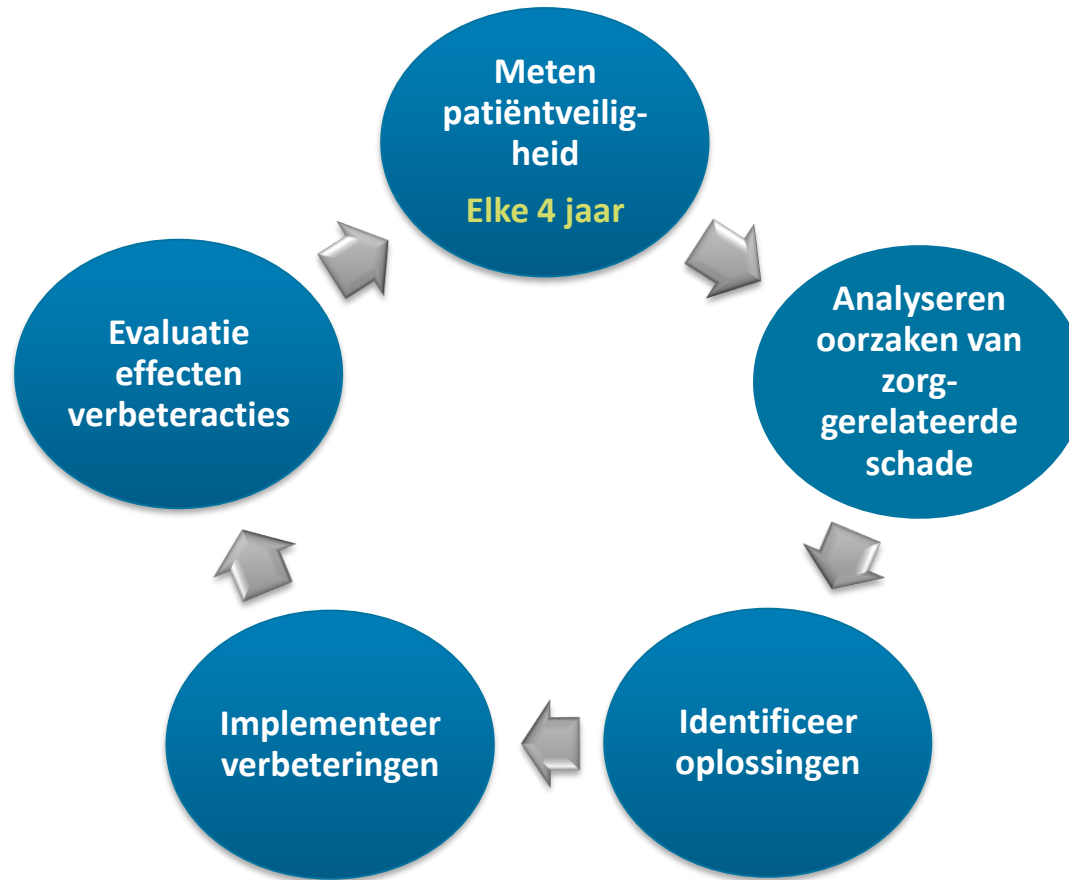 Meten
patiëntveilig-
heid
Elke 4 jaar
Analyseren
oorzaken van
zorg-
gerelateerde
schade
Identificeer
oplossingen
Implementeer
verbeteringen
Evaluatie
effecten
verbeteracties